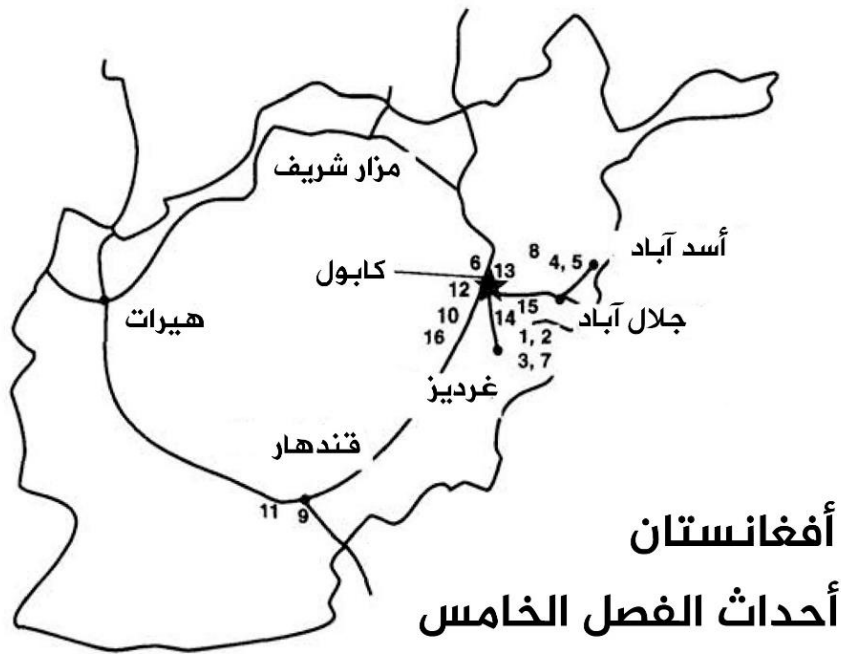 مزار شريف
أسد آباد
8
4, 5
6
13
كابول
12
15
جلال آباد
هيرات
10
14
1, 2
16
3, 7
غرديز
قندهار
11
9
أفغانستان
أحداث الفصل الخامس